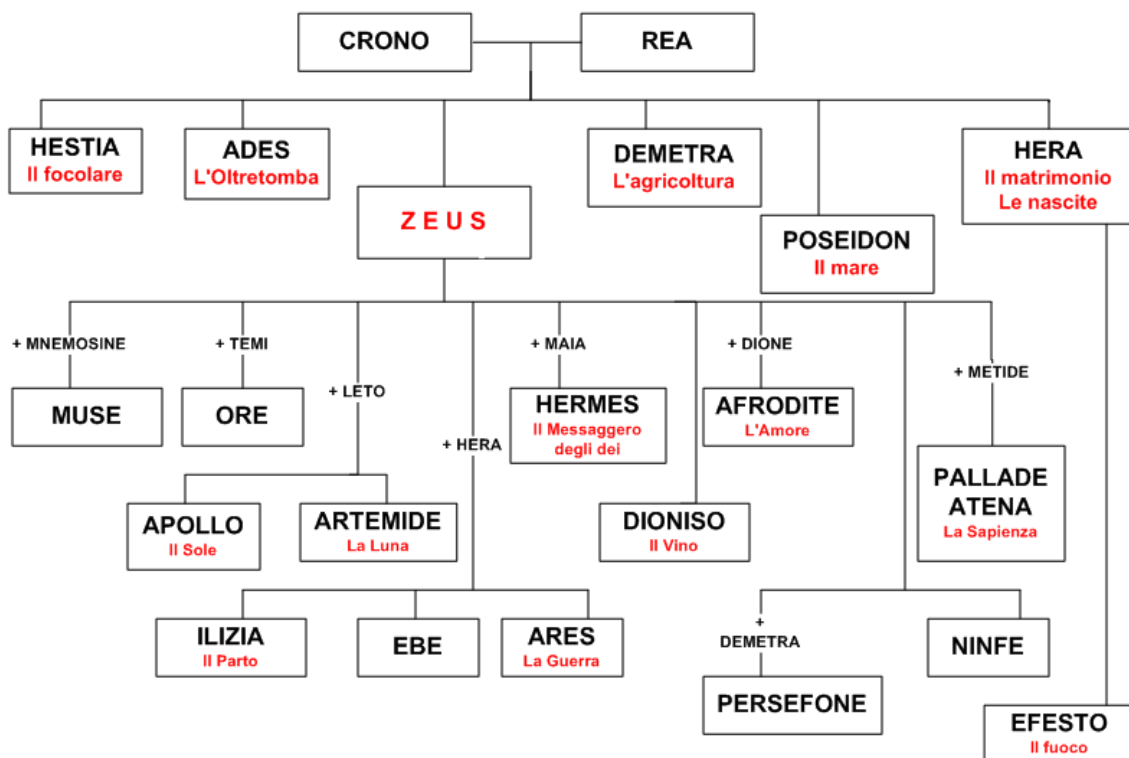 CRONO
REA
HESTIA
Il focolare
ADES
L'Oltretomba
ZEUS
DEMETRA
L'agricoltura
POSEIDON
Il mare
HERA
Il matrimonio
Le nascite
+ MNEMOSINE
MUSE
+ TEMI
ORE
+ LETO
APOLLO
Il Sole
ARTEMIDE
La Luna
+ HERA
ILIZIA
Il Parto
EBE
ARES
La Guerra
+ MAIA
HERMES
Il Messaggero
degli dei
DIONISO
Il Vino
+ DIONE
AFRODITE
L'Amore
+
DEMETRA
PERSEFONE
NINFE
+ METIDE
PALLADE
ATENA
La Sapienza
EFESTO
Il fuoco